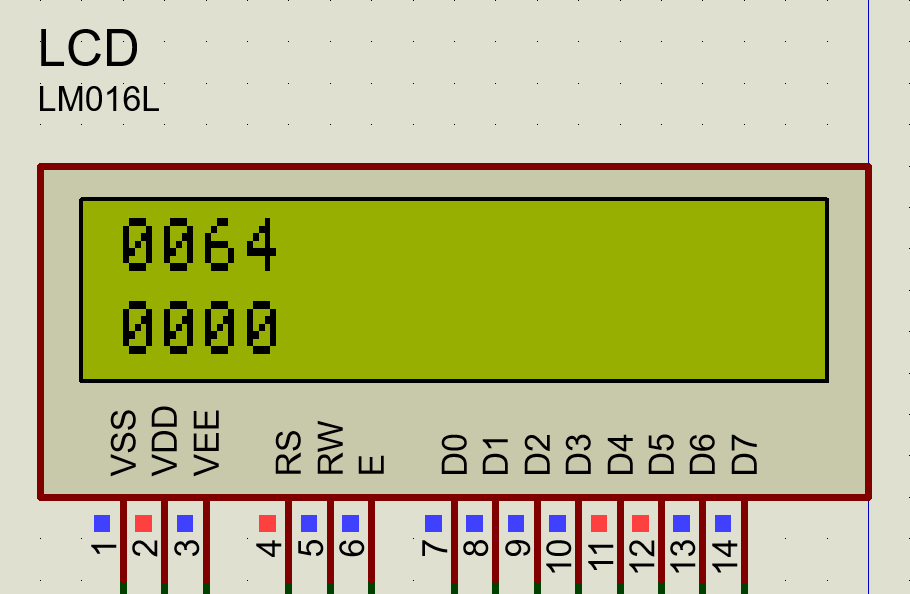 LCD
LM016L
0064
0000
VSS VDD VEE RS RW E D0 D1 D2 D3 D4 D5 D6 D7
1 2 3 4 5 6 7 8 9 10 11 12 13 14